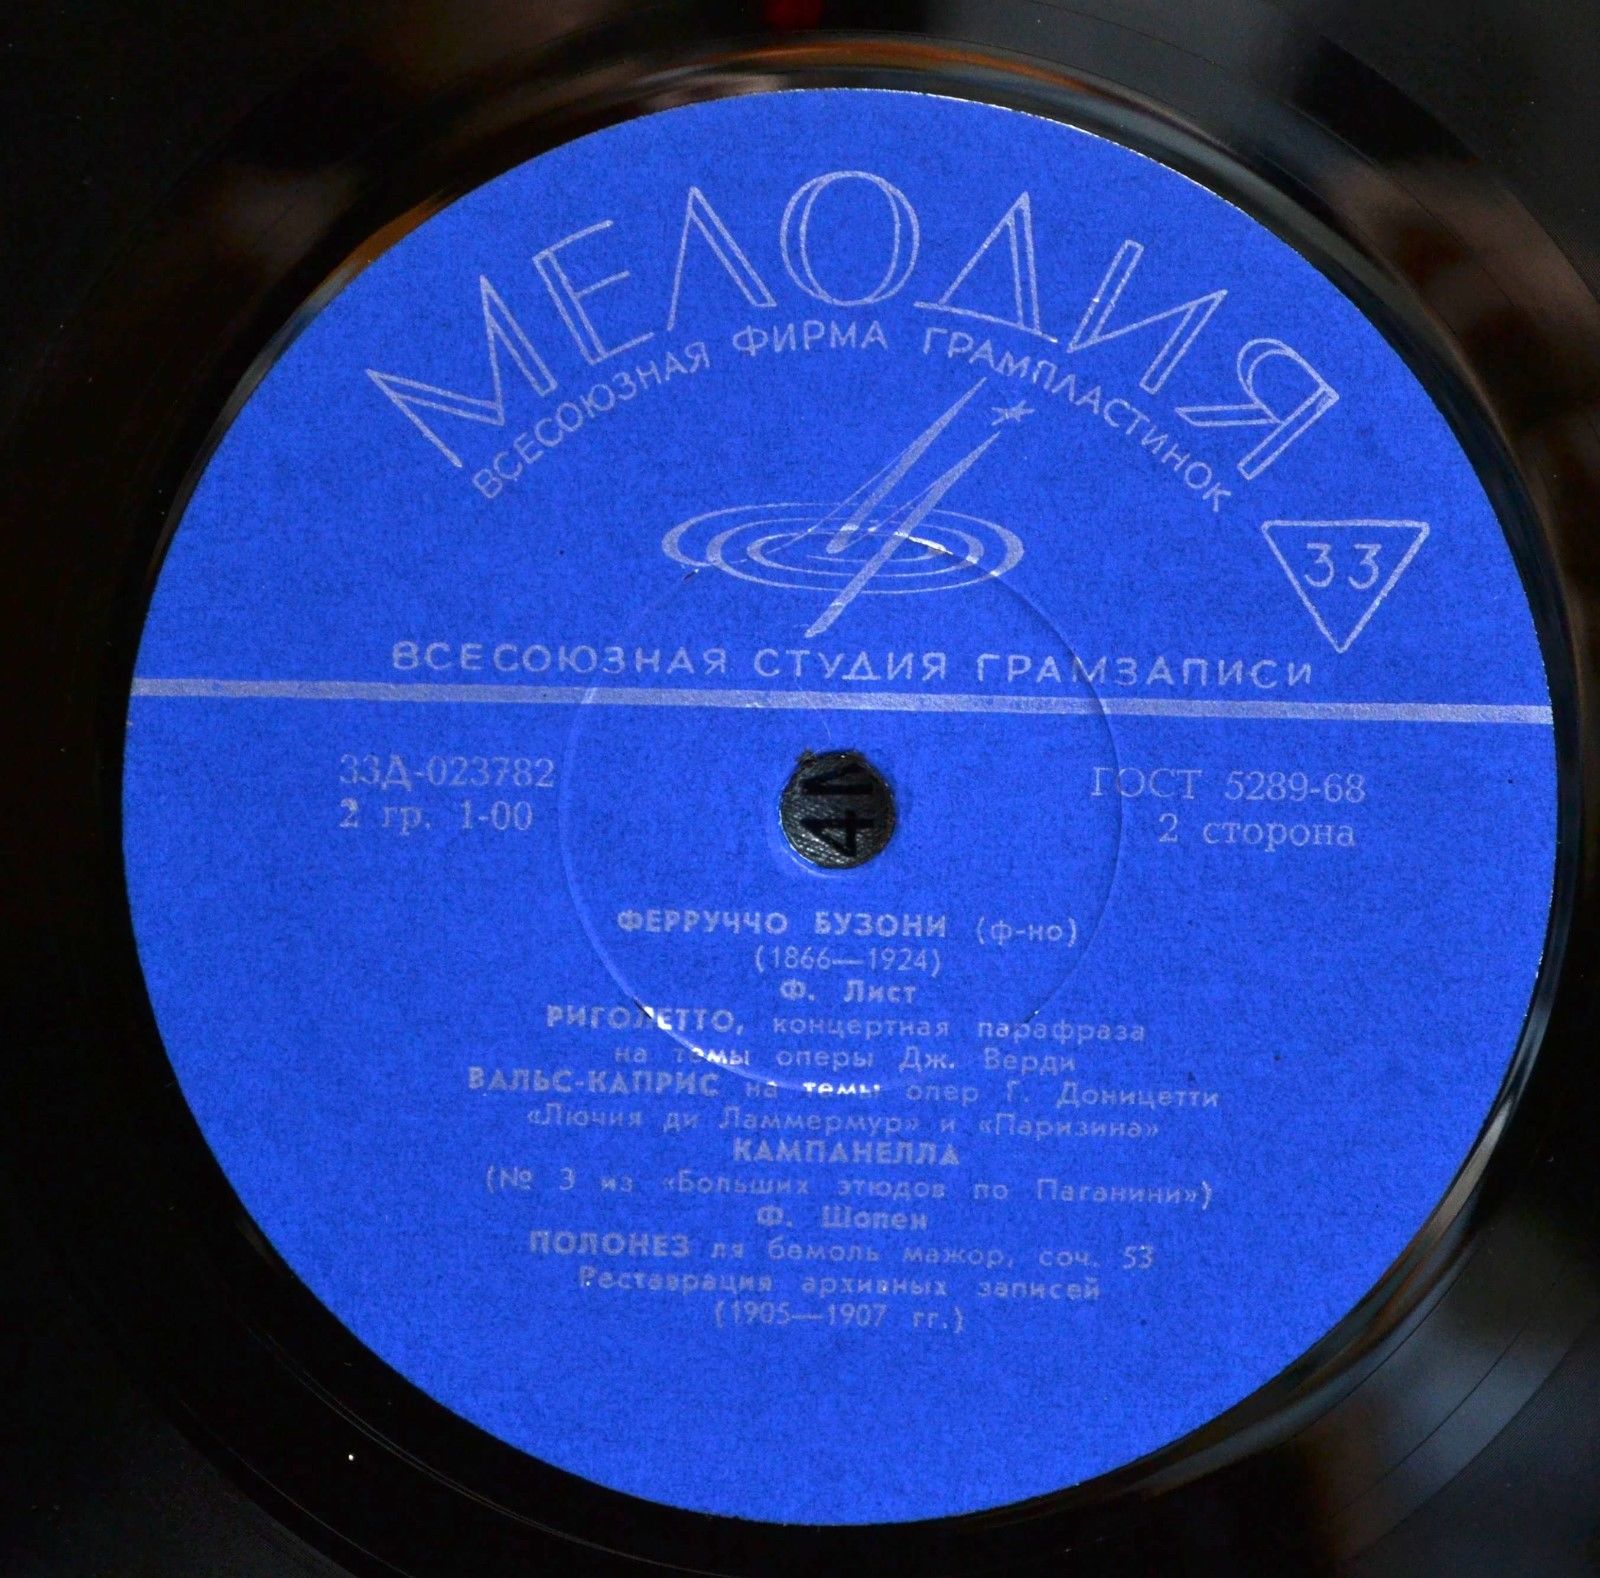 МЕЛОДИЯ
ВСЕСОЮЗНАЯ ФИРМА ГРАМПЛАСТИНОК
33
ВСЕСОЮЗНАЯ СТУДИЯ ГРАМЗАПИСИ
33Д-023782
2 гр. 1-00
ГОСТ 5289-68
2 сторона
ФЕРРУЧЧО БУЗОНИ (ф-но)
(1866—1924)
Ф. Лист
РИГОЛЕТТО, концертная парафраза
на темы оперы Дж. Верди
ВАЛЬС-КАПРИС на темы опер Г. Доницетти
«Лючия ди Ламмермур» и «Паризина»
КАМПАНЕЛЛА
(№ 3 из «Больших этюдов по Паганини»)
Ф. Шопен
ПОЛОНЕЗ ля бемоль мажор, соч. 53
Реставрация архивных записей
(1905—1907 гг.)